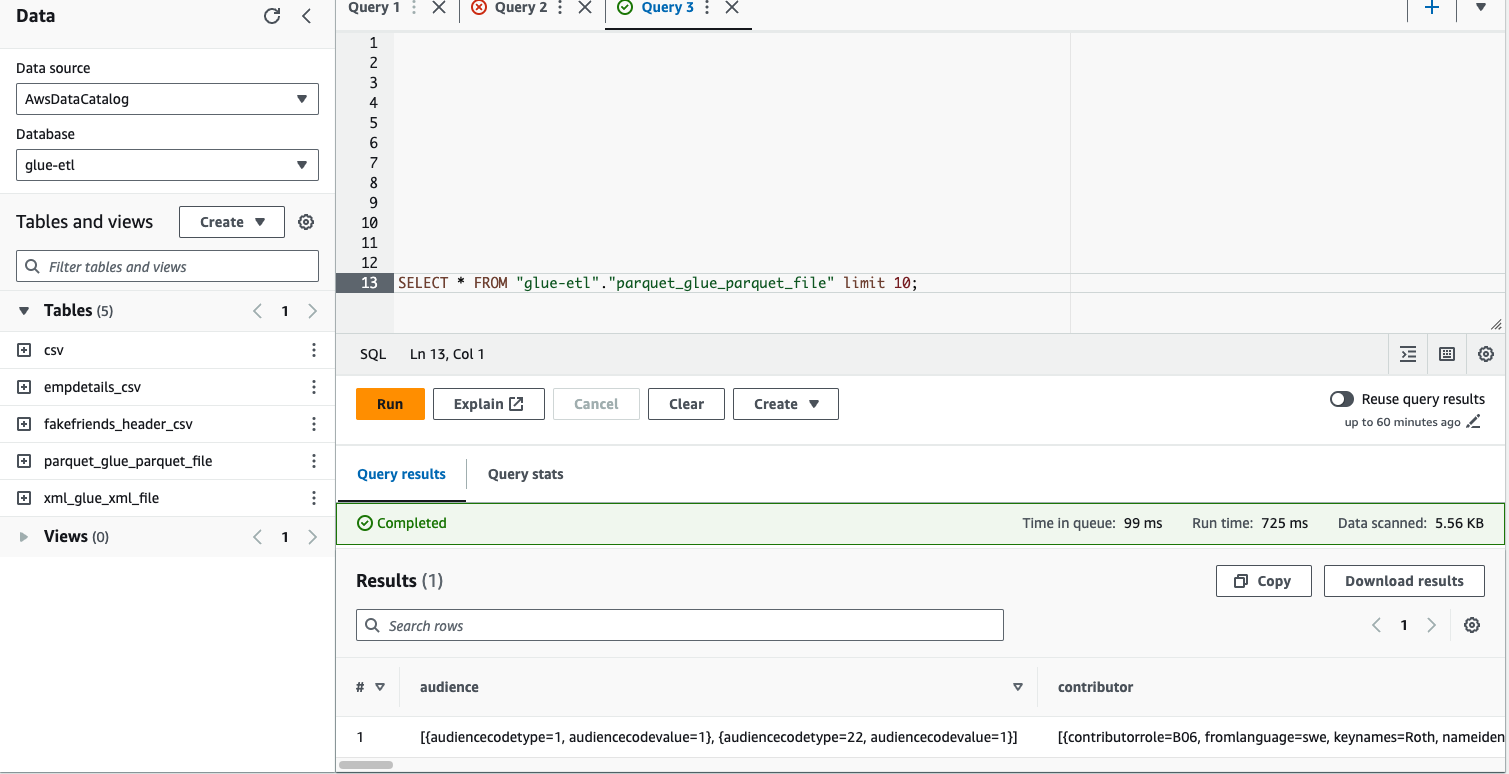 Data
Data source
AwsDataCatalog
Database
glue-etl
Tables and views
Create
Filter tables and views
Tables (5)
1
csv
empdetails_csv
fakefriends_header_csv
parquet_glue_parquet_file
xml_glue_xml_file
Views (0)
1
Query 1
Query 2
Query 3
1
2
3
4
5
6
7
8
9
10
11
12
13 SELECT * FROM "glue-etl"."parquet_glue_parquet_file" limit 10;
SQL Ln 13, Col 1
Run Explain Cancel Clear Create
Reuse query results
up to 60 minutes ago
Query results Query stats
Completed Time in queue: 99 ms Run time: 725 ms Data scanned: 5.56 KB
Results (1) Copy Download results
Search rows
1
# audience contributor
1 [{audiencecodetype=1, audiencecodevalue=1}, {audiencecodetype=22, audiencecodevalue=1}] [{contributorrole=B06, fromlanguage=swe, keynames=Roth, nameiden